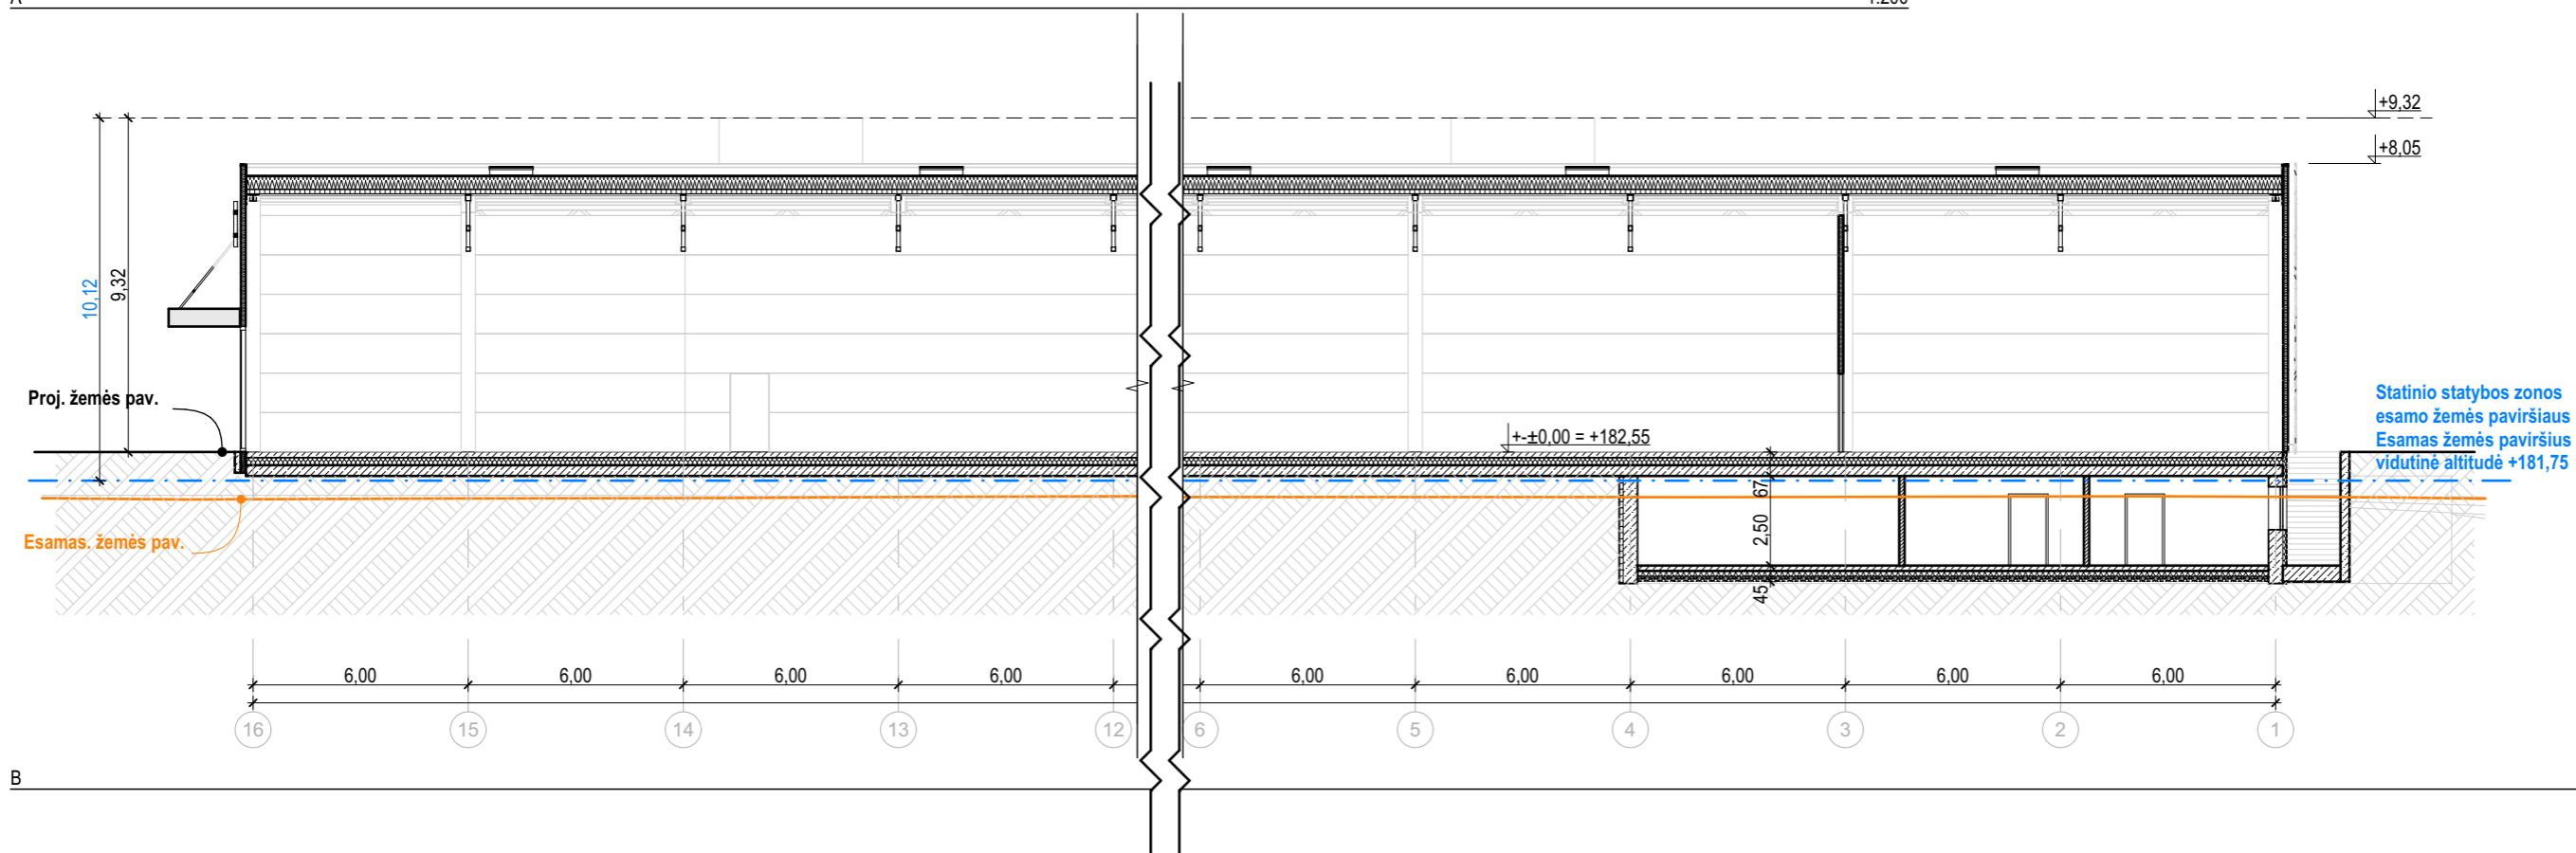 +9,32
+8,05
10,12
9,32
Proj. žemės pav.
Statinio statybos zonos
esamo žemės paviršiaus
Esamas žemės paviršius
vidutinė altitudė +181,75
+-±0,00 = +182,55
67
2,50
45
Esamas. žemės pav.
6,00 6,00 6,00 6,00 6,00 6,00 6,00 6,00 6,00
16 15 14 13 12 6 5 4 3 2 1
B